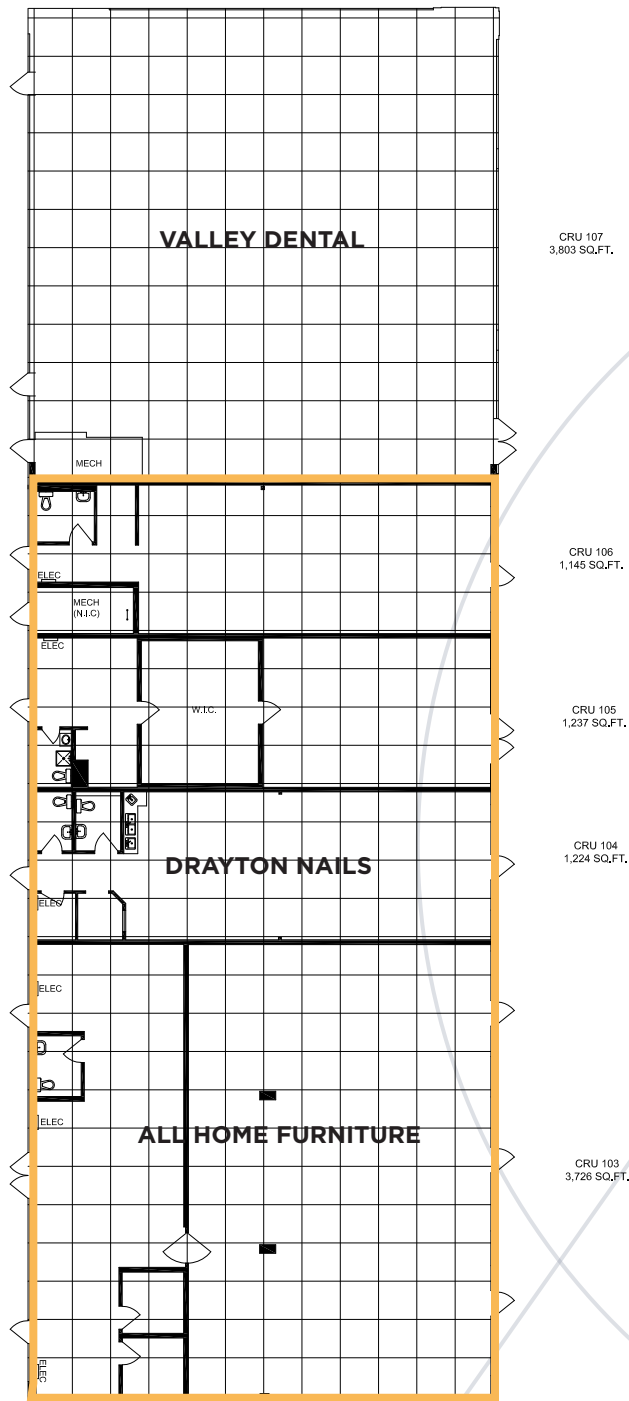 VALLEY DENTAL
CRU 107
3,803 SQ.FT.
MECH
CRU 106
1,145 SQ.FT.
ELEC
MECH
(N.I.C)
ELEC
W.I.C.
CRU 105
1,237 SQ.FT.
CRU 104
1,224 SQ.FT.
DRAYTON NAILS
ELEC
ELEC
ELEC
ALL HOME FURNITURE
CRU 103
3,726 SQ.FT.
ELEC